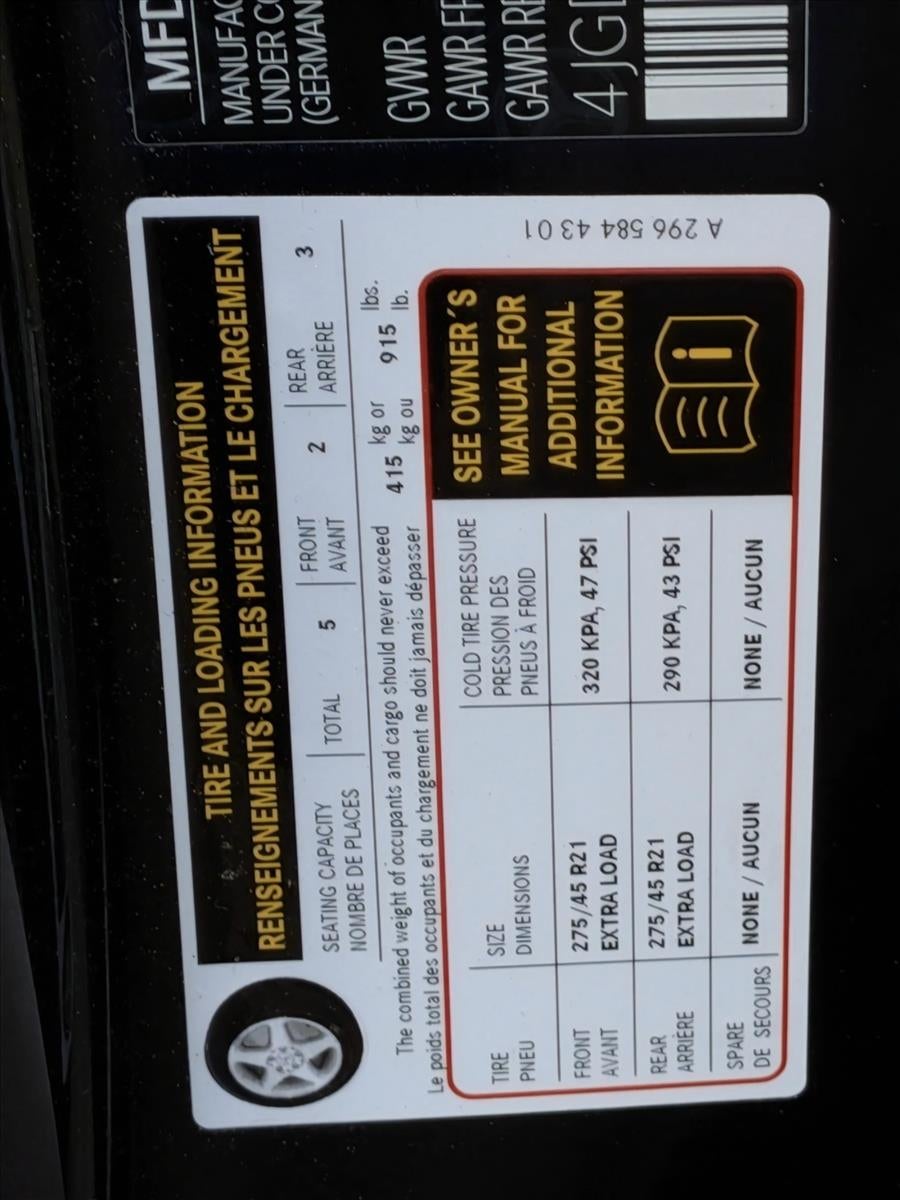 MFD
MANUFAC
UNDER CO
(GERMAN
GVWR
GAWR FR
GAWR RE
4JG
TIRE AND LOADING INFORMATION
RENSEIGNEMENTS SUR LES PNEUS ET LE CHARGEMENT
SEATING CAPACITY
NOMBRE DE PLACES
TOTAL 5
FRONT
AVANT
2
REAR
ARRIÈRE
3
The combined weight of occupants and cargo should never exceed 415 kg or 915 lbs.
Le poids total des occupants et du chargement ne doit jamais dépasser kg ou lb.
TIRE
PNEU
SIZE
DIMENSIONS
COLD TIRE PRESSURE
PRESSION DES
PNEUS À FROID
FRONT
AVANT
275/45 R21
EXTRA LOAD
320 KPA, 47 PSI
REAR
ARRIÈRE
275/45 R21
EXTRA LOAD
290 KPA, 43 PSI
SPARE
DE SECOURS
NONE / AUCUN
NONE / AUCUN
SEE OWNER´S
MANUAL FOR
ADDITIONAL
INFORMATION
A 296 584 43 01